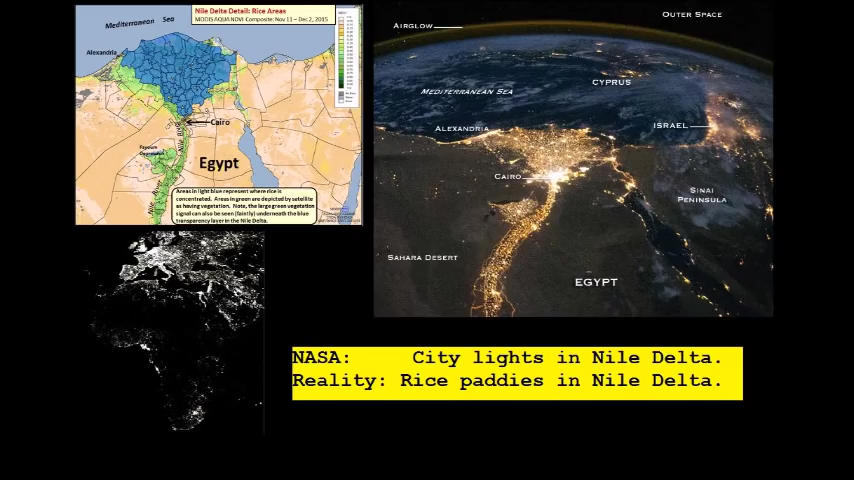 Nile Delta Detail: Rice Areas
MODIS AQUA NDVI Composite: Nov 11 – Dec 2, 2015
Mediterranean Sea
Alexandria
Cairo
Nile River
Fayoum
Depression
Egypt
Areas in light blue represent where rice is
concentrated. Areas in green are depicted by satellite
as having vegetation. Note, the large green vegetation
signal can also be seen (faintly) underneath the blue
transparency layer in the Nile Delta.
OUTER SPACE
AIRGLOW
CYPRUS
MEDITERRANEAN SEA
ISRAEL
ALEXANDRIA
CAIRO
SINAI
PENINSULA
SAHARA DESERT
EGYPT
NASA: City lights in Nile Delta.
Reality: Rice paddies in Nile Delta.